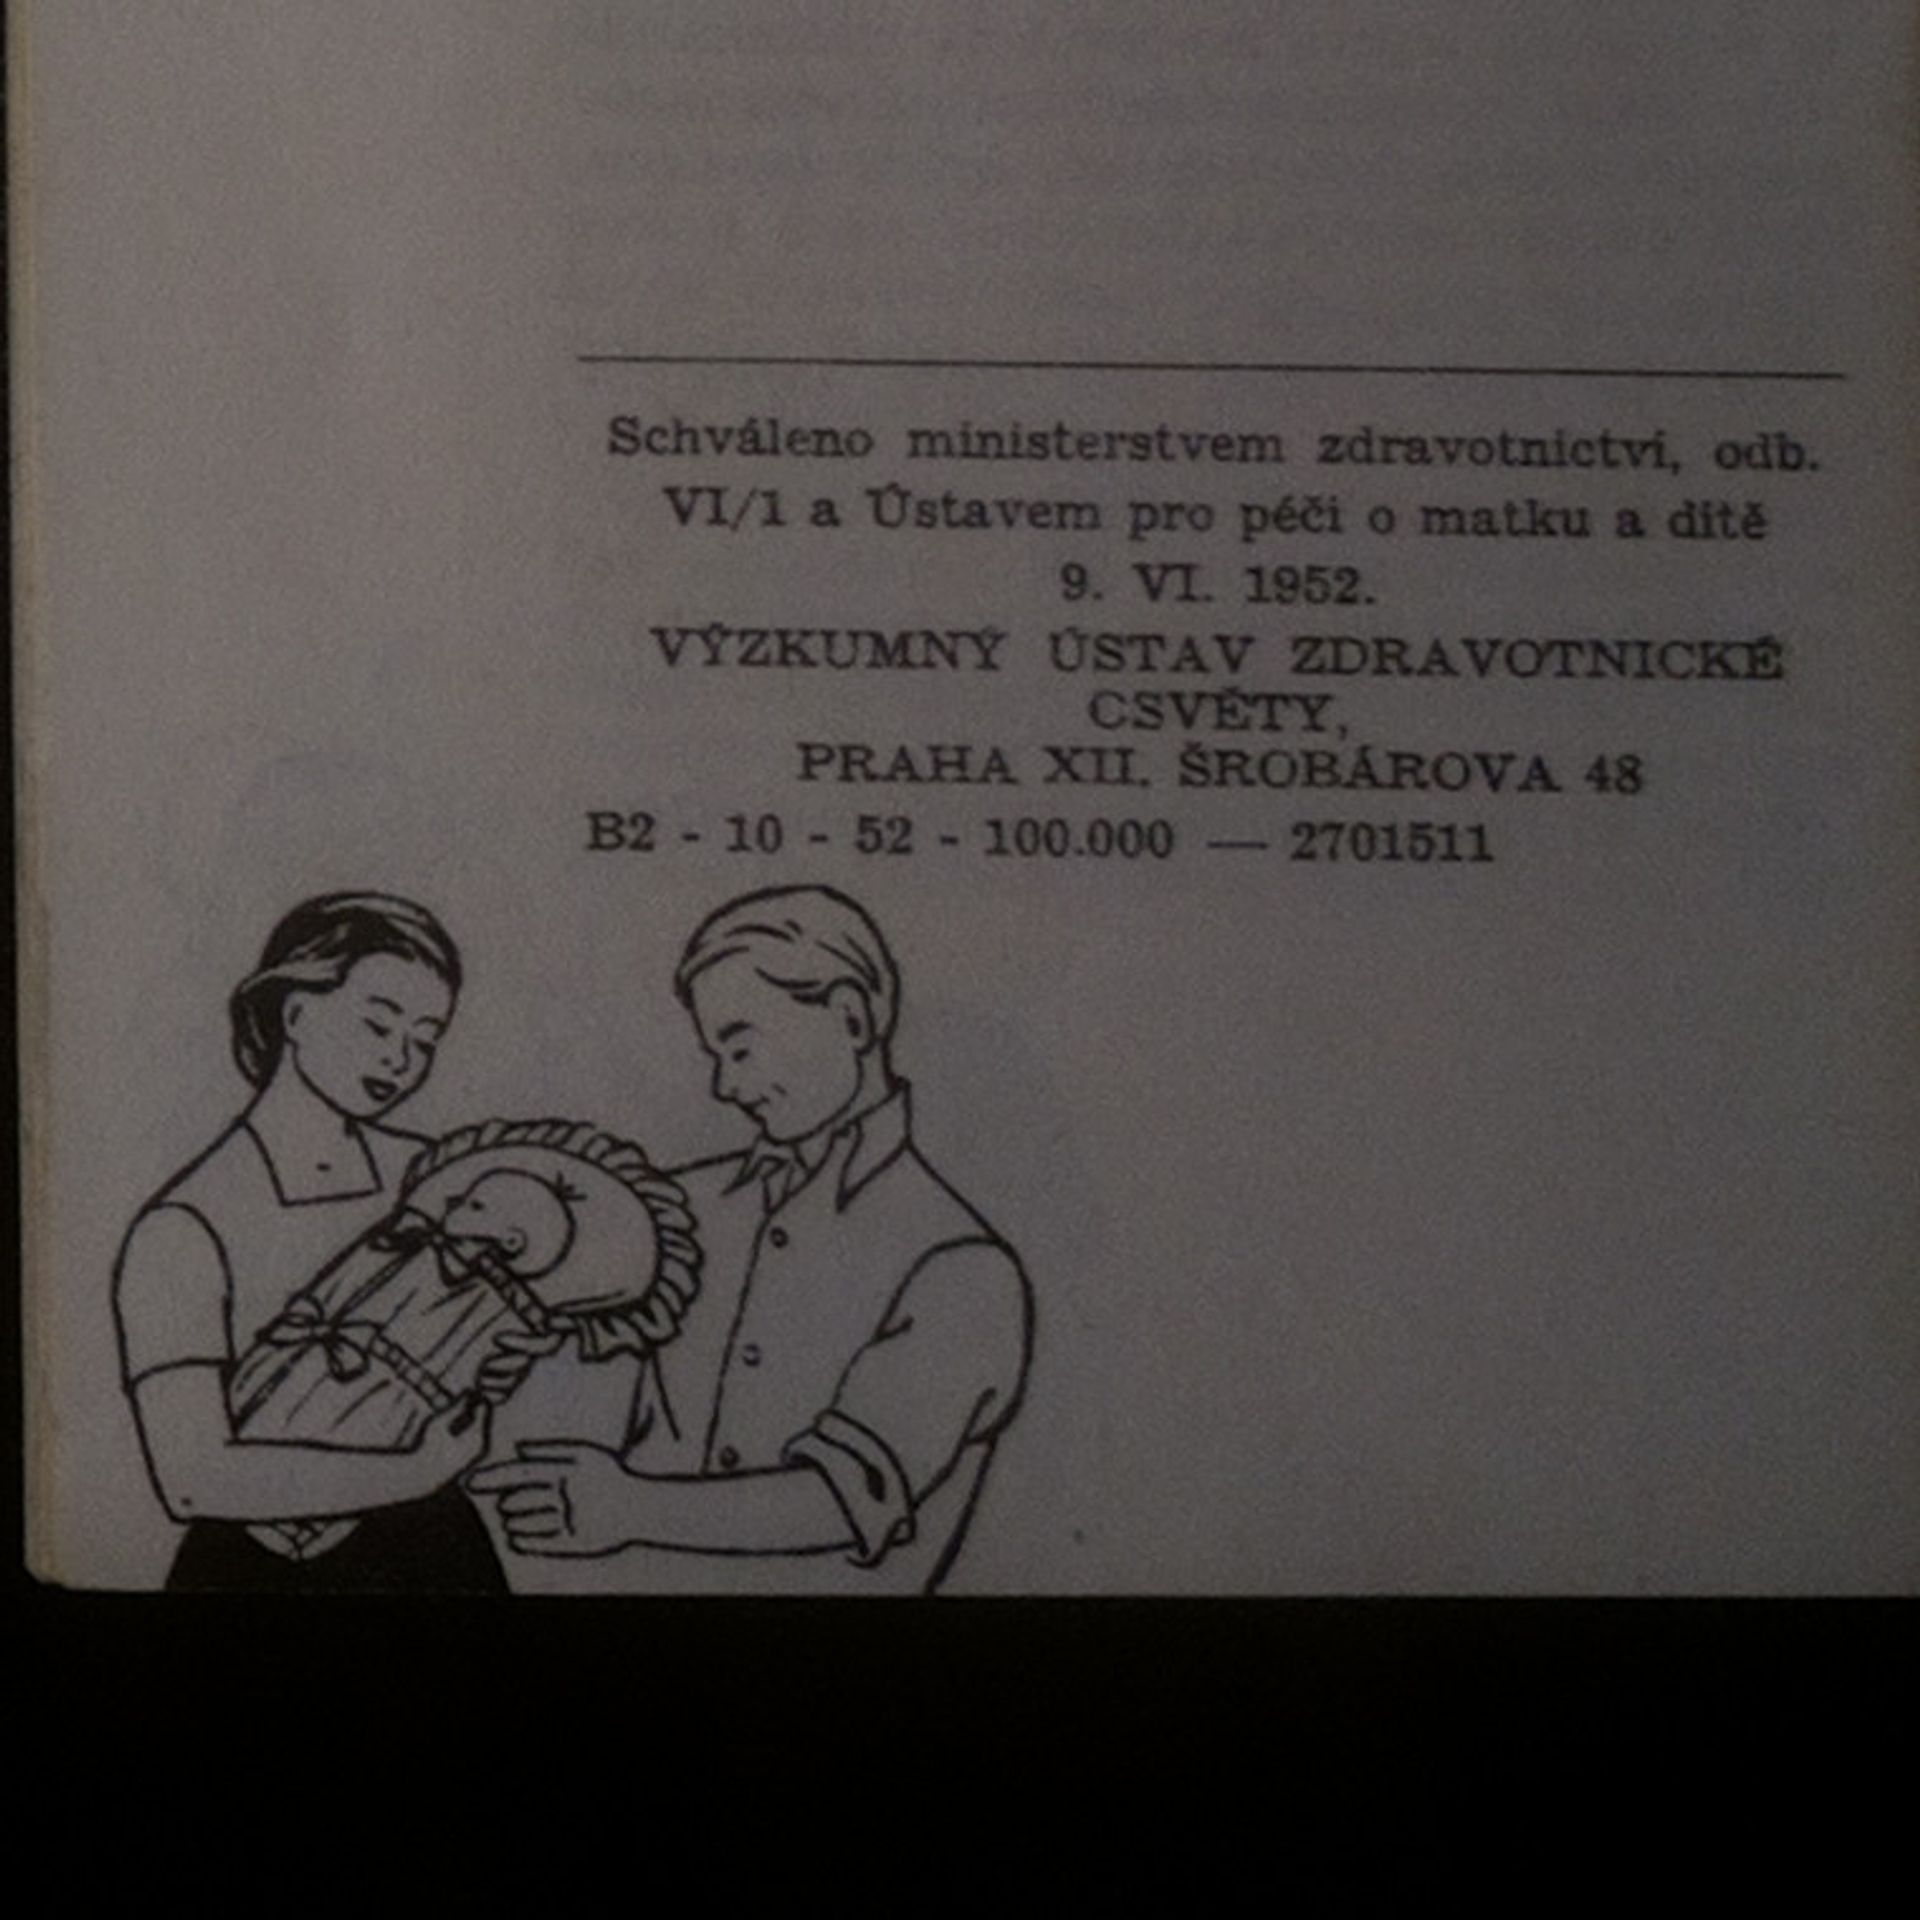 Schváleno ministerstvem zdravotnictví, odb.
VI/1 a Ústavem pro péči o matku a dítě
9. VI. 1952.
VÝZKUMNÝ ÚSTAV ZDRAVOTNICKÉ
CSVĚTY,
PRAHA XII. ŠROBÁROVA 48
B2 - 10 - 52 - 100.000 — 2701511